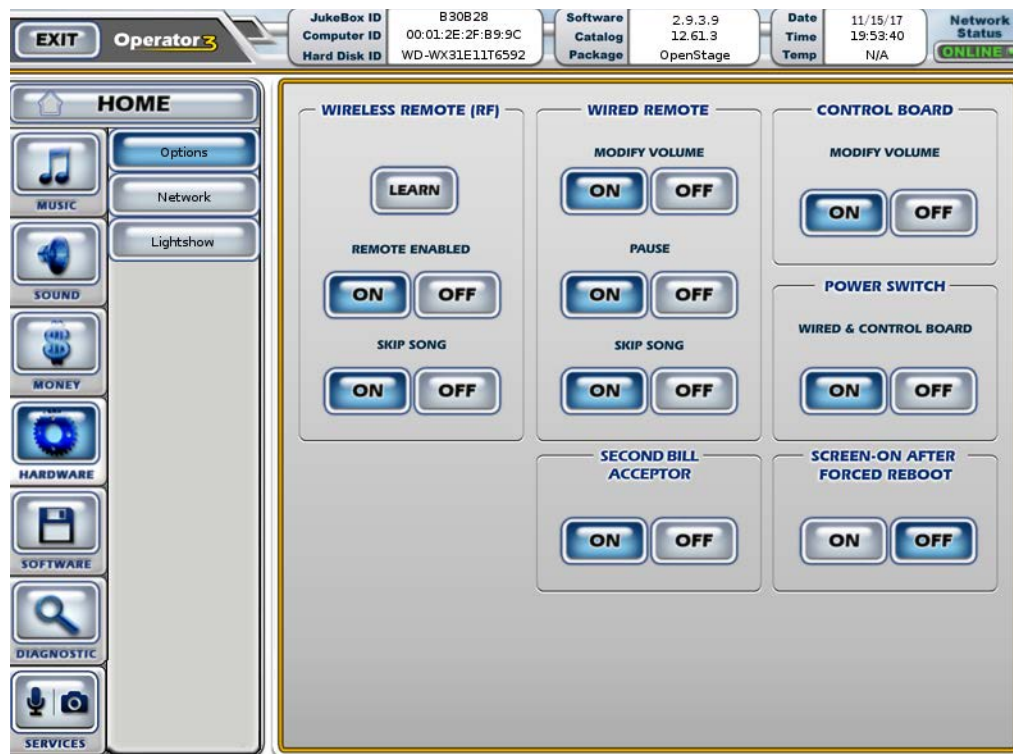 EXIT
Operator 3
JukeBox ID B30B28
Computer ID 00:01:2E:2F:B9:9C
Hard Disk ID WD-WX31E11T6592
Software 2.9.3.9
Catalog 12.61.3
Package OpenStage
Date 11/15/17
Time 19:53:40
Temp N/A
Network
Status
ONLINE
HOME
MUSIC
SOUND
MONEY
HARDWARE
SOFTWARE
DIAGNOSTIC
SERVICES
Options
Network
Lightshow
WIRELESS REMOTE (RF)
LEARN
REMOTE ENABLED
ON OFF
SKIP SONG
ON OFF
WIRED REMOTE
MODIFY VOLUME
ON OFF
PAUSE
ON OFF
SKIP SONG
ON OFF
CONTROL BOARD
MODIFY VOLUME
ON OFF
POWER SWITCH
WIRED & CONTROL BOARD
ON OFF
SECOND BILL
ACCEPTOR
ON OFF
SCREEN-ON AFTER
FORCED REBOOT
ON OFF